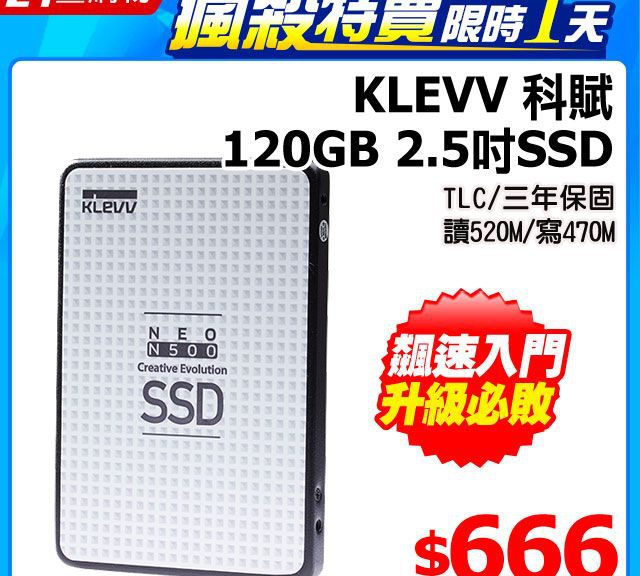 瘋殺特賣限時1天
KLEVV 科賦
120GB 2.5吋SSD
TLC/三年保固
讀520M/寫470M
KLevv
NEO
N500
Creative Evolution
SSD
飆速入門
升級必敗
$666